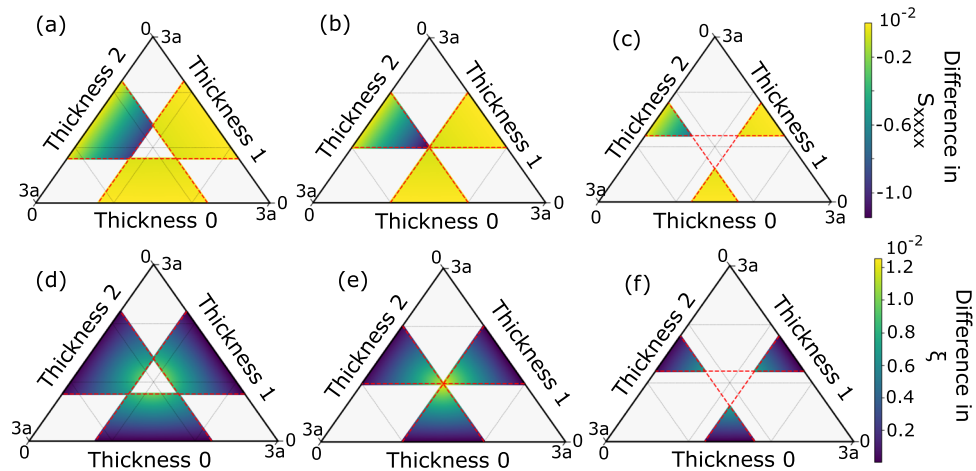 (a)
0
3a
Thickness 2
Thickness 1
3a
0
Thickness 0
3a
0
(b)
0
3a
Thickness 2
Thickness 1
3a
0
Thickness 0
3a
0
(c)
0
3a
Thickness 2
Thickness 1
3a
0
Thickness 0
3a
0
10⁻²
-0.2
-0.6
-1.0
Difference in
Sxxxx
(d)
0
3a
Thickness 2
Thickness 1
3a
0
Thickness 0
3a
0
(e)
0
3a
Thickness 2
Thickness 1
3a
0
Thickness 0
3a
0
(f)
0
3a
Thickness 2
Thickness 1
3a
0
Thickness 0
3a
0
10⁻²
1.2
1.0
0.8
0.6
0.4
0.2
Difference in
ξ